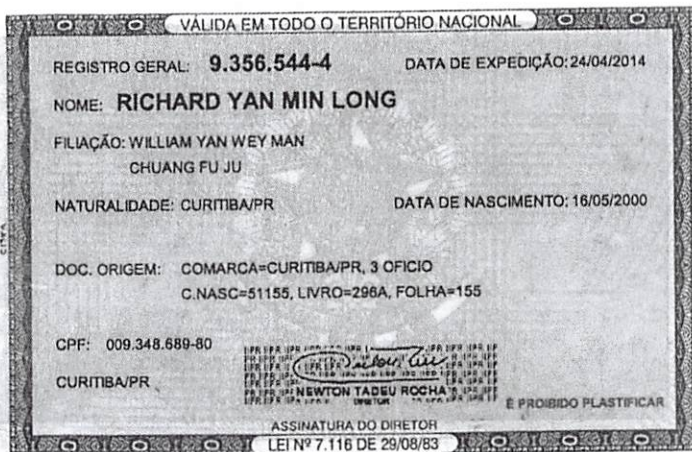 VÁLIDA EM TODO O TERRITÓRIO NACIONAL
REGISTRO GERAL: 9.356.544-4 DATA DE EXPEDIÇÃO: 24/04/2014
NOME: RICHARD YAN MIN LONG
FILIAÇÃO: WILLIAM YAN WEY MAN
CHUANG FU JU
NATURALIDADE: CURITIBA/PR DATA DE NASCIMENTO: 16/05/2000
DOC. ORIGEM: COMARCA=CURITIBA/PR, 3 OFICIO
C.NASC=51155, LIVRO=296A, FOLHA=155
CPF: 009.348.689-80
CURITIBA/PR
NEWTON TADEU ROCHA
DIRETOR
É PROIBIDO PLASTIFICAR
ASSINATURA DO DIRETOR
LEI Nº 7.116 DE 29/08/83